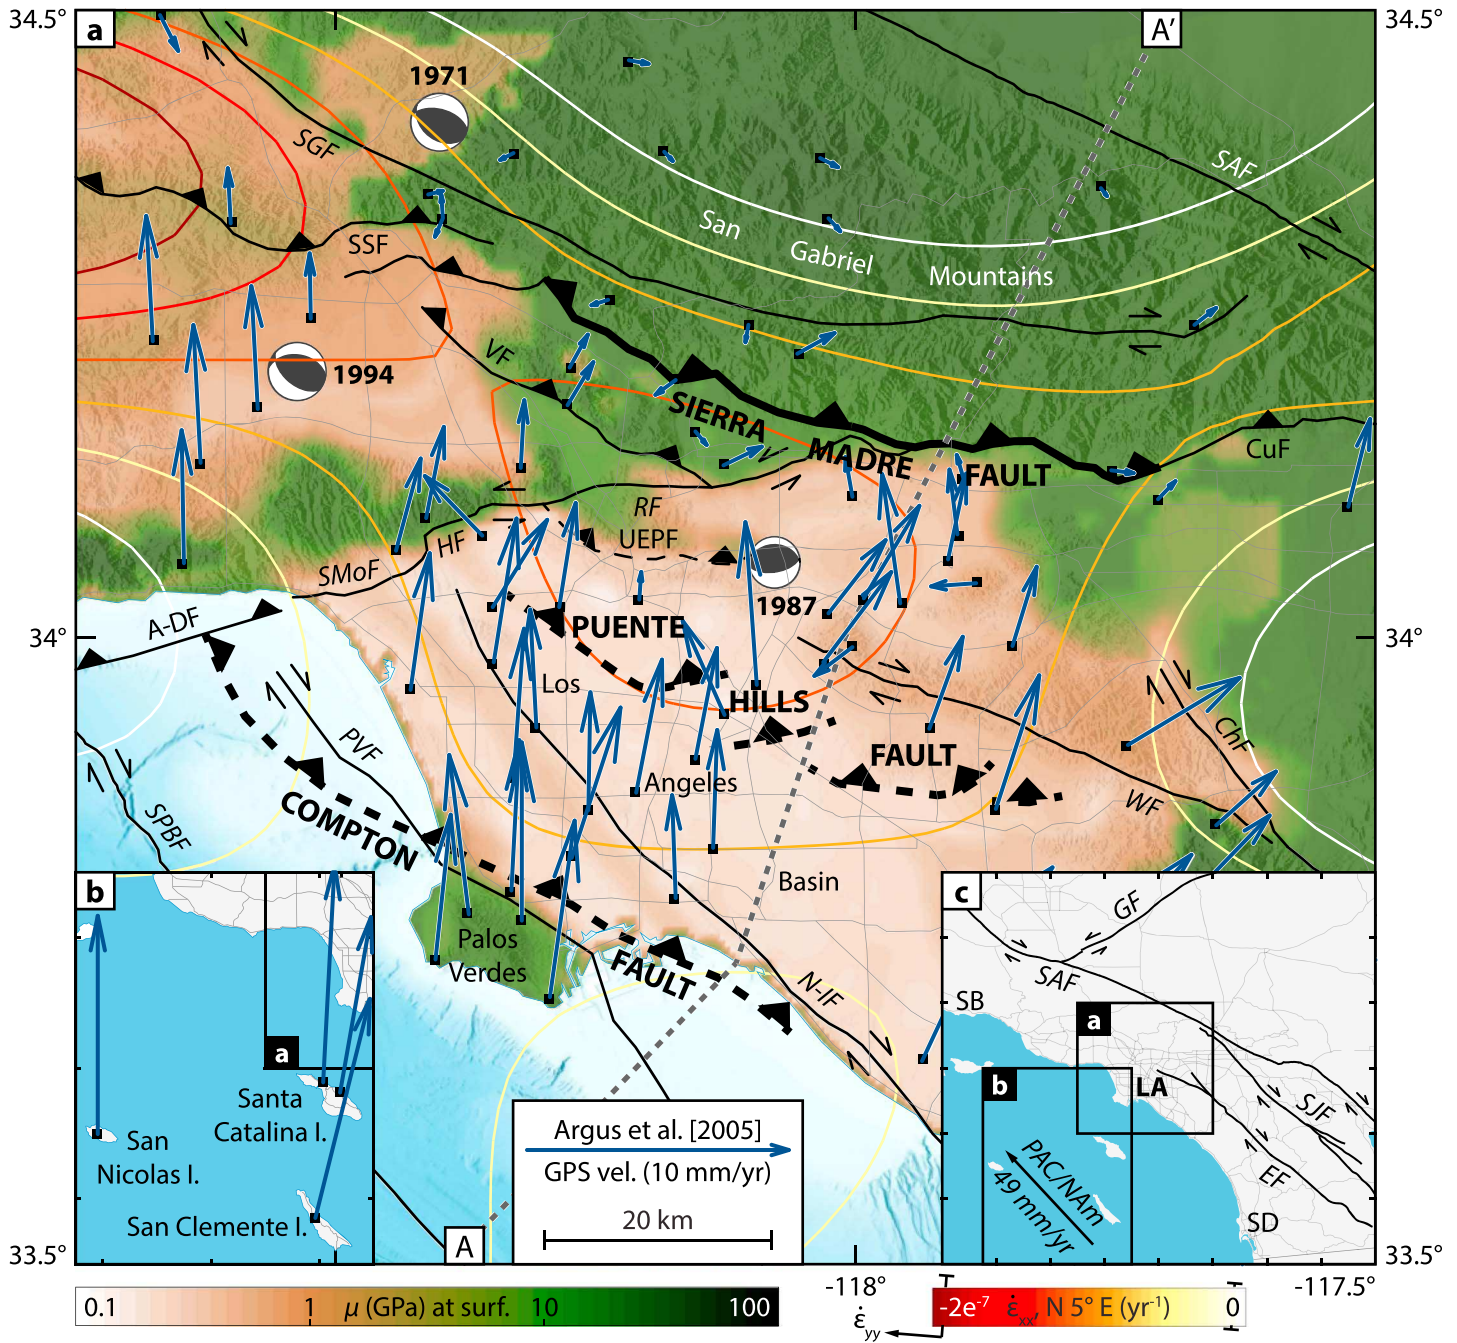 34.5°
a
A′
34.5°
1971
SGF
SAF
San
Gabriel
Mountains
SSF
1994
VF
SIERRA
MADRE
FAULT
CuF
RF
UEPF
HF
SMoF
1987
34°
A-DF
PUENTE
34°
Los
HILLS
PVF
FAULT
ChF
Angeles
WF
SPBF
COMPTON
Basin
b
c
Palos
Verdes
FAULT
N-IF
GF
SAF
SB
a
a
b
LA
Santa
Catalina I.
San
Nicolas I.
San Clemente I.
SJF
EF
SD
PAC/NAm
49 mm/yr
Argus et al. [2005]
GPS vel. (10 mm/yr)
20 km
A
33.5°
33.5°
-118°
-117.5°
0.1
1
μ (GPa) at surf.
10
100
ε̇yy
-2e⁻⁷
ε̇xx, N 5° E (yr⁻¹)
0